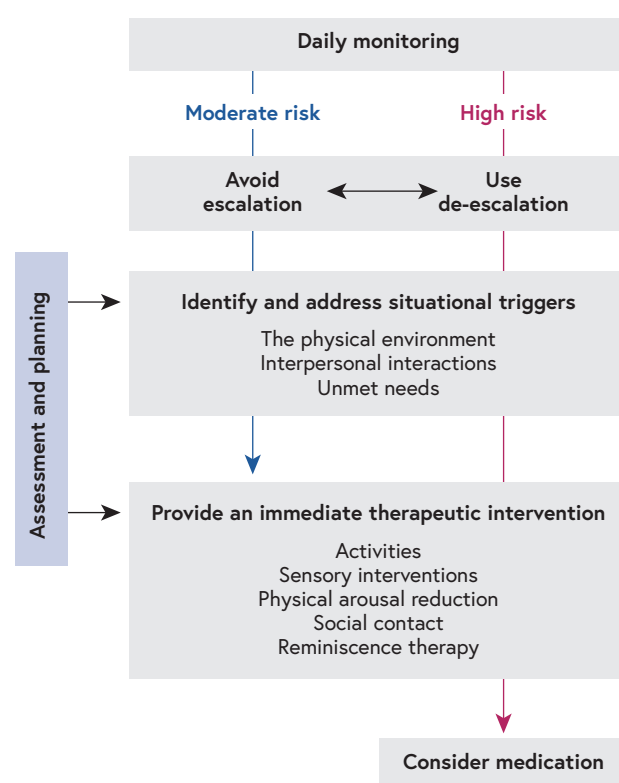 Daily monitoring
Moderate risk
High risk
Avoid
escalation
Use
de-escalation
Assessment and planning
Identify and address situational triggers
The physical environment
Interpersonal interactions
Unmet needs
Provide an immediate therapeutic intervention
Activities
Sensory interventions
Physical arousal reduction
Social contact
Reminiscence therapy
Consider medication